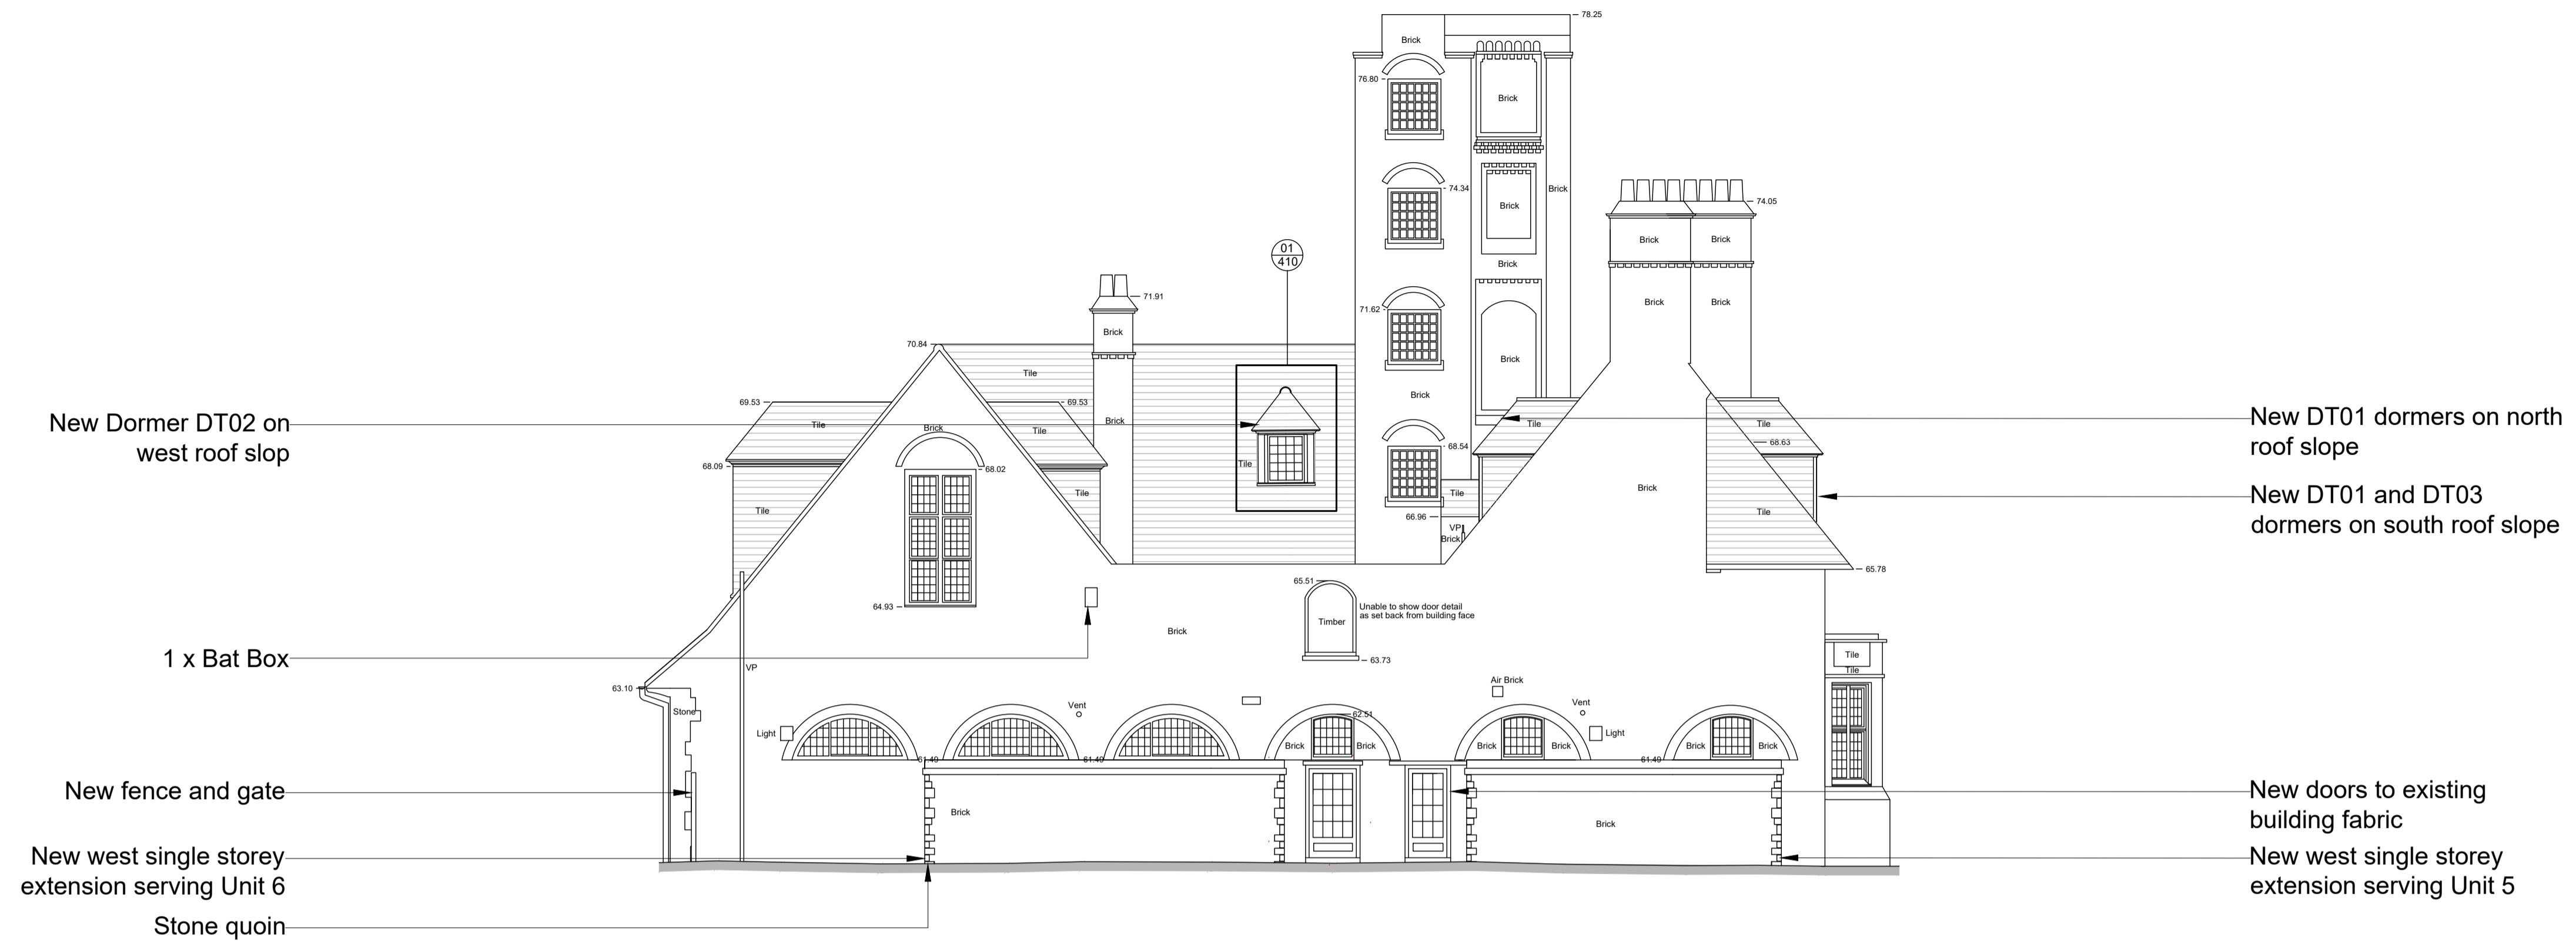 78.25
Brick
76.80
Brick
74.34
Brick
Brick
74.05
Brick
Brick
01
410
Brick
71.91
Brick
Brick
71.62
Brick
70.84
Brick
Tile
Brick
69.53
69.53
New Dormer DT02 on
west roof slop
Tile
Brick
Tile
Brick
Tile
Tile
New DT01 dormers on north
roof slope
68.63
68.54
68.09
68.02
Tile
Brick
Tile
Tile
New DT01 and DT03
dormers on south roof slope
Tile
Tile
66.96
VP
Brick
65.78
65.51
64.93
Unable to show door detail
as set back from building face
Timber
Brick
1 x Bat Box
63.73
VP
Tile
Tile
63.10
Air Brick
Stone
Vent
Vent
62.51
Light
Light
Brick
Brick
Brick
Brick
Brick
Brick
61.49
61.49
61.49
New fence and gate
New doors to existing
building fabric
Brick
Brick
New west single storey
extension serving Unit 6
New west single storey
extension serving Unit 5
Stone quoin